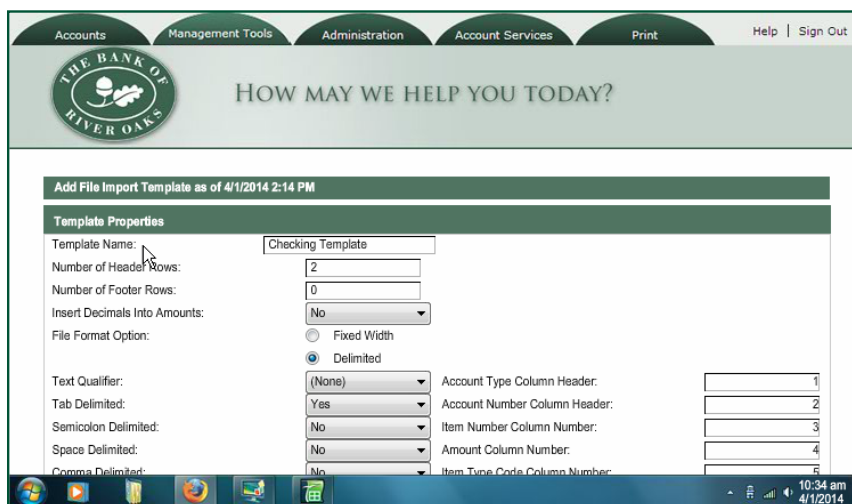 Accounts Management Tools Administration Account Services Print Help | Sign Out
THE BANK OF
RIVER OAKS
HOW MAY WE HELP YOU TODAY?
Add File Import Template as of 4/1/2014 2:14 PM
Template Properties
Template Name: Checking Template
Number of Header Rows: 2
Number of Footer Rows: 0
Insert Decimals Into Amounts: No
File Format Option: Fixed Width
Delimited
Text Qualifier: (None) Account Type Column Header: 1
Tab Delimited: Yes Account Number Column Header: 2
Semicolon Delimited: No Item Number Column Number: 3
Space Delimited: No Amount Column Number: 4
Comma Delimited: No Item Type Code Column Number: 5
10:34 am
4/1/2014